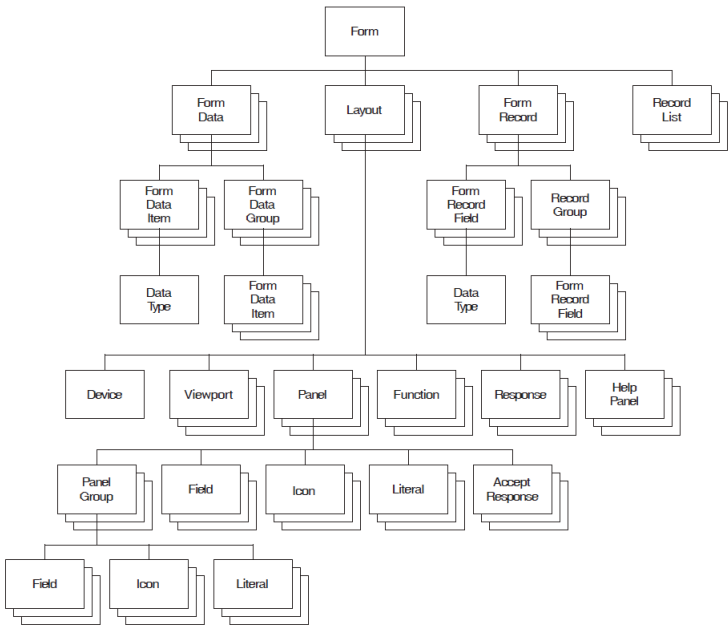 Form
Form
Data
Layout
Form
Record
Record
List
Form
Data
Item
Form
Data
Group
Form
Record
Field
Record
Group
Data
Type
Form
Data
Item
Data
Type
Form
Record
Field
Device
Viewport
Panel
Function
Response
Help
Panel
Panel
Group
Field
Icon
Literal
Accept
Response
Field
Icon
Literal